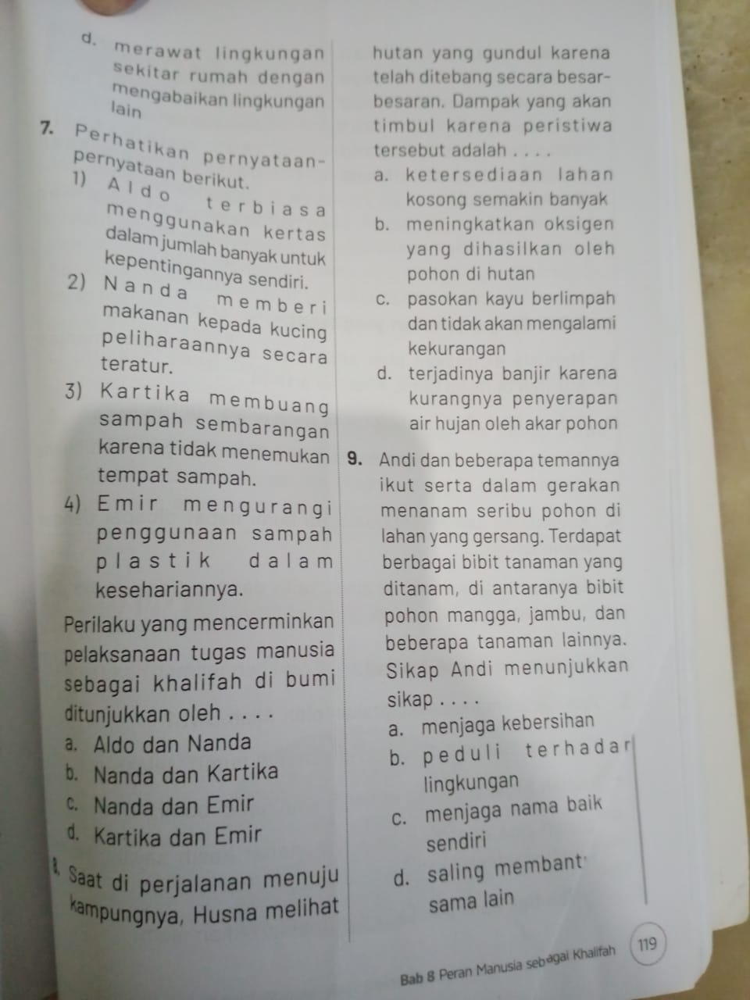 d. merawat lingkungan
sekitar rumah dengan
mengabaikan lingkungan
lain
7. Perhatikan pernyataan-
pernyataan berikut.
1) Aldo terbiasa
menggunakan kertas
dalam jumlah banyak untuk
kepentingannya sendiri.
2) Nanda memberi
makanan kepada kucing
peliharaannya secara
teratur.
3) Kartika membuang
sampah sembarangan
karena tidak menemukan
tempat sampah.
4) Emir mengurangi
penggunaan sampah
plastik dalam
kesehariannya.
Perilaku yang mencerminkan
pelaksanaan tugas manusia
sebagai khalifah di bumi
ditunjukkan oleh . . . .
a. Aldo dan Nanda
b. Nanda dan Kartika
c. Nanda dan Emir
d. Kartika dan Emir
8. Saat di perjalanan menuju
kampungnya, Husna melihat
hutan yang gundul karena
telah ditebang secara besar-
besaran. Dampak yang akan
timbul karena peristiwa
tersebut adalah . . . .
a. ketersediaan lahan
kosong semakin banyak
b. meningkatkan oksigen
yang dihasilkan oleh
pohon di hutan
c. pasokan kayu berlimpah
dan tidak akan mengalami
kekurangan
d. terjadinya banjir karena
kurangnya penyerapan
air hujan oleh akar pohon
9. Andi dan beberapa temannya
ikut serta dalam gerakan
menanam seribu pohon di
lahan yang gersang. Terdapat
berbagai bibit tanaman yang
ditanam, di antaranya bibit
pohon mangga, jambu, dan
beberapa tanaman lainnya.
Sikap Andi menunjukkan
sikap . . . .
a. menjaga kebersihan
b. peduli terhadar
lingkungan
c. menjaga nama baik
sendiri
d. saling membant
sama lain
Bab 8 Peran Manusia sebagai Khalifah 119